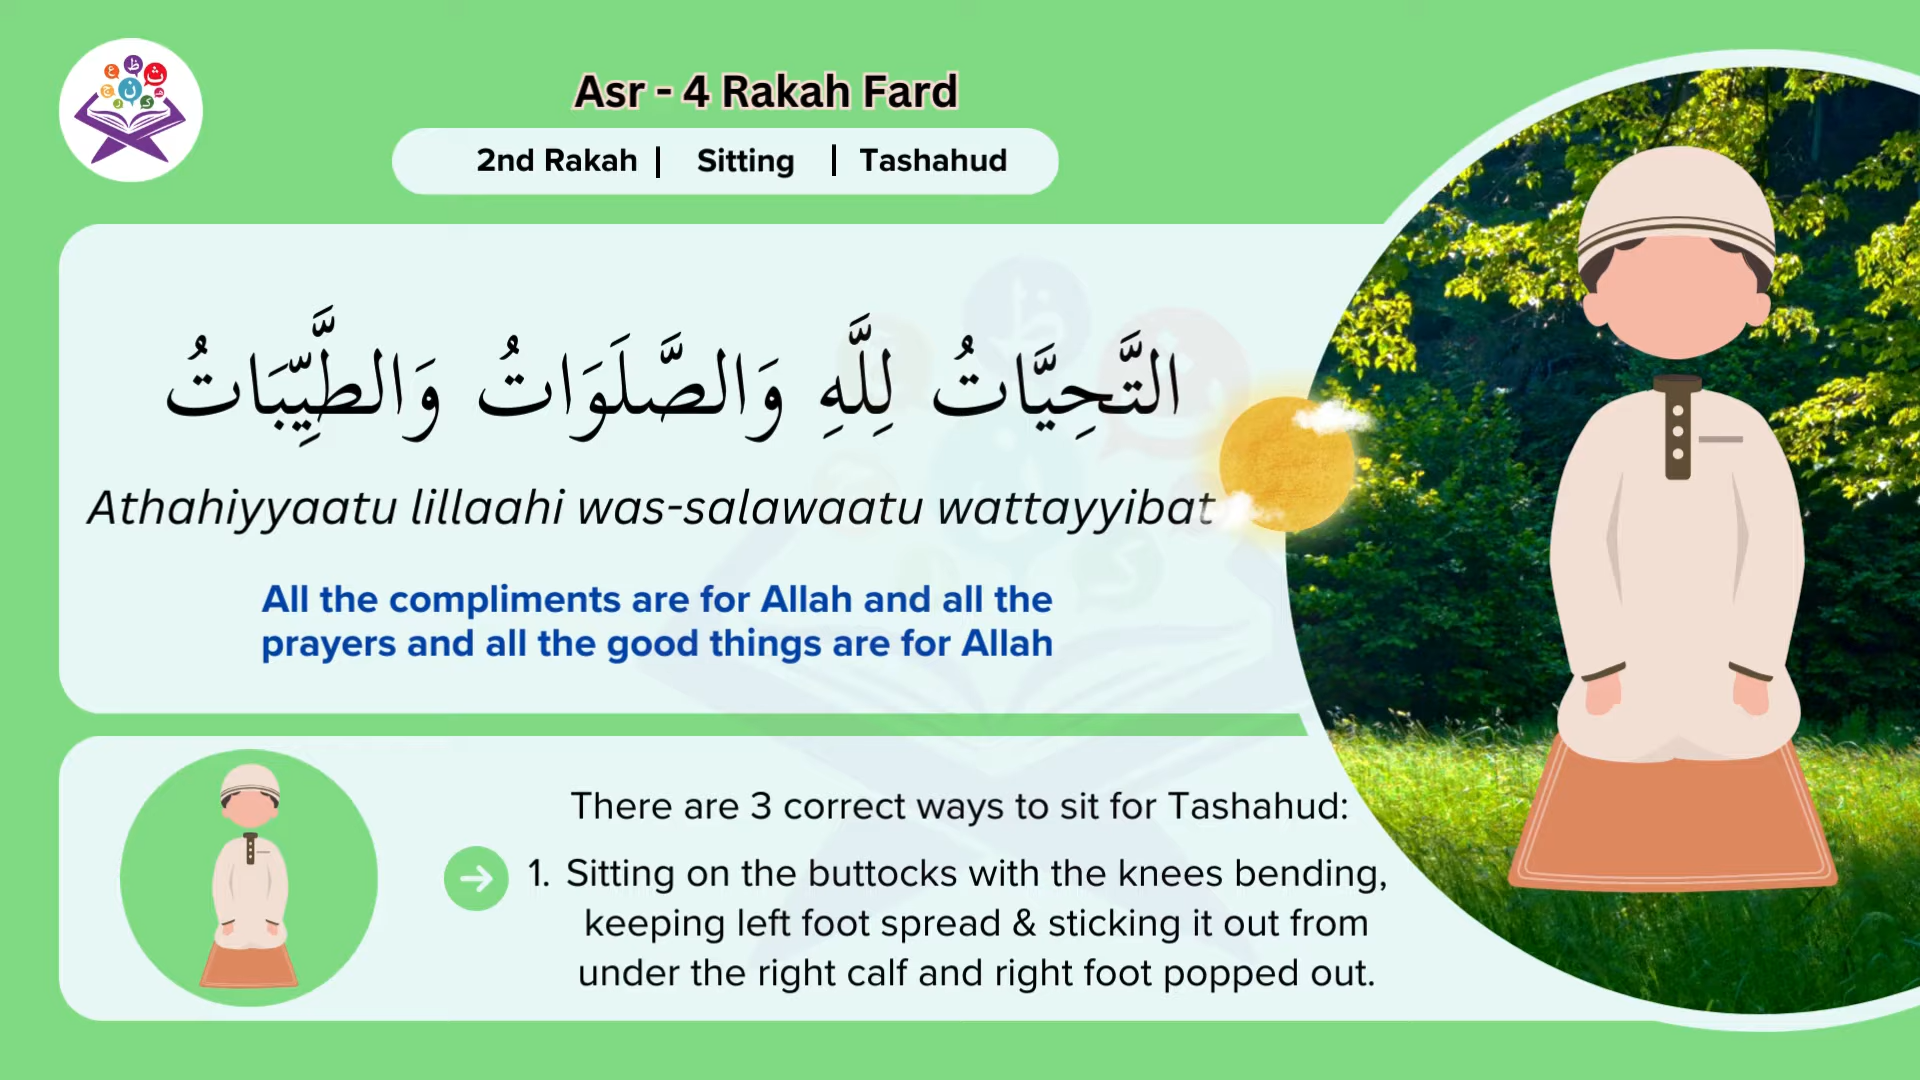 Asr - 4 Rakah Fard
2nd Rakah | Sitting | Tashahud
التَّحِيَّاتُ لِلَّهِ وَالصَّلَوَاتُ وَالطَّيِّبَاتُ
Athahiyyaatu lillaahi was-salawaatu wattayyibat
All the compliments are for Allah and all the
prayers and all the good things are for Allah
There are 3 correct ways to sit for Tashahud:
1. Sitting on the buttocks with the knees bending,
keeping left foot spread & sticking it out from
under the right calf and right foot popped out.